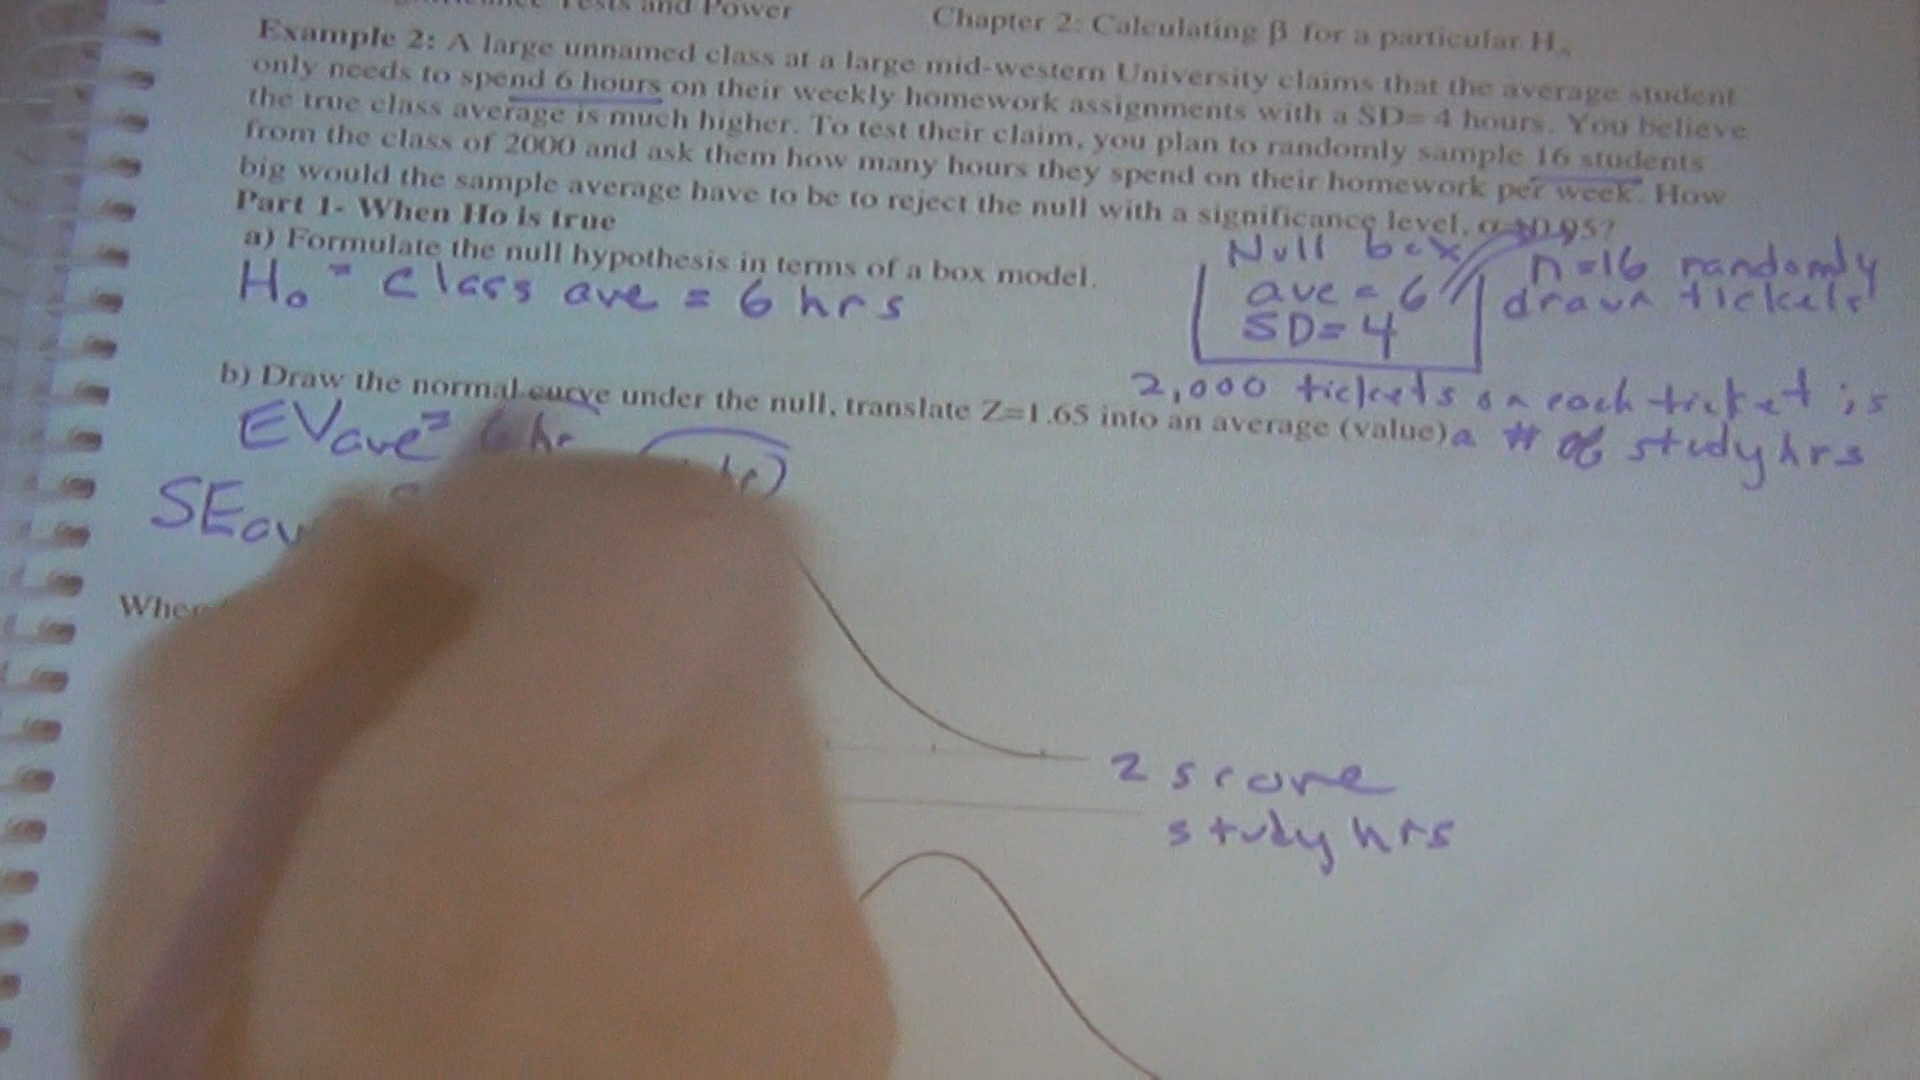 Tests and Power Chapter 2: Calculating β for a particular H
Example 2: A large unnamed class at a large mid-western University claims that the average student
only needs to spend 6 hours on their weekly homework assignments with a SD= 4 hours. You believe
the true class average is much higher. To test their claim, you plan to randomly sample 16 students
from the class of 2000 and ask them how many hours they spend on their homework per week. How
big would the sample average have to be to reject the null with a significance level,
Part 1- When Ho is true
a) Formulate the null hypothesis in terms of a box model.
Null box
ave = 6
SD=4
n=16 randomly
drawn tickets
Ho = class ave = 6 hrs
2,000 tickets on each ticket is
a # of study hrs
b) Draw the normal curve under the null, translate Z=1.65 into an average (value)
EVave = 6 hr
z score
study hrs